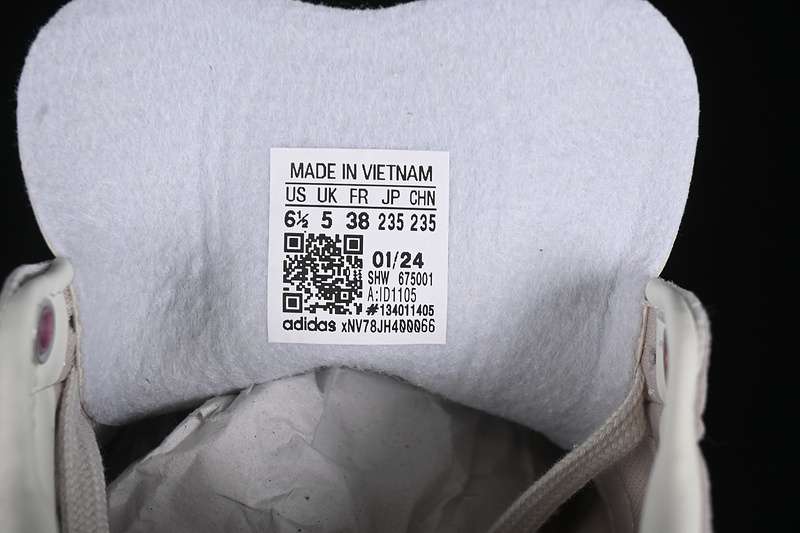 MADE IN VIETNAM
US UK FR JP CHN
6½ 5 38 235 235
01/24
SHW 675001
A:ID1105
#134011405
adidas xNV78JH400066